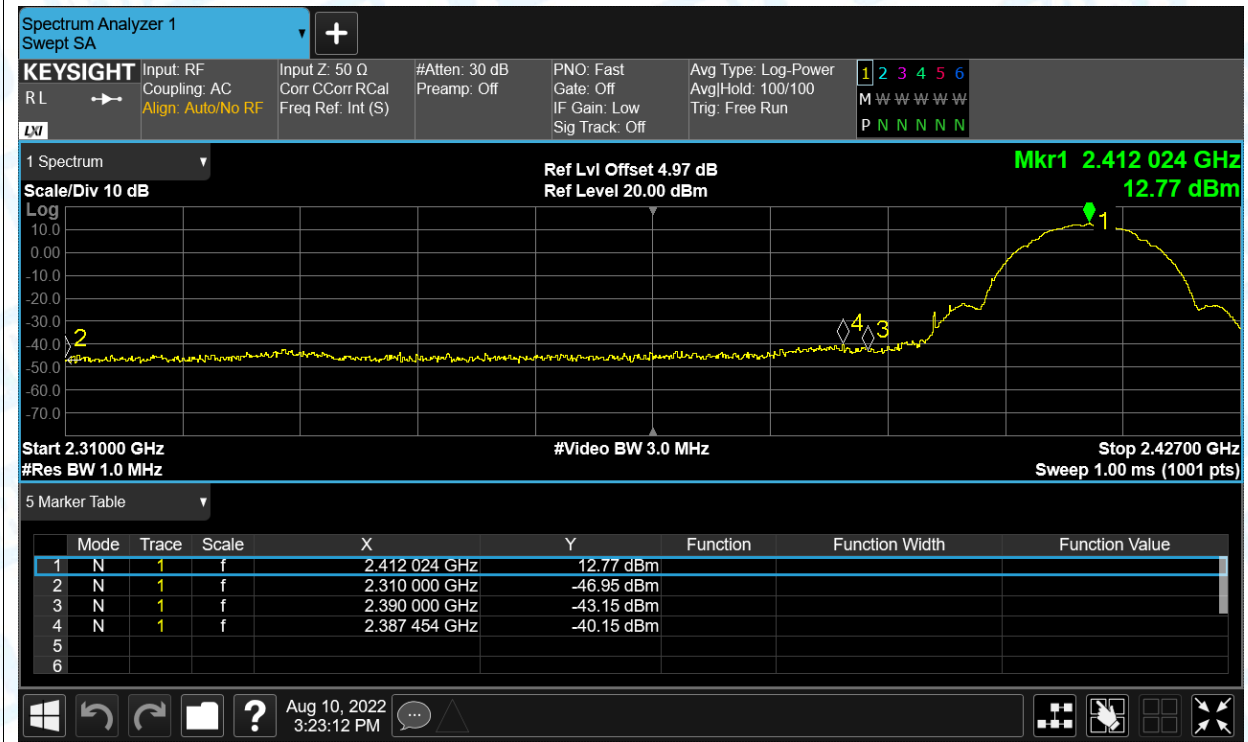 Spectrum Analyzer 1
Swept SA
+
KEYSIGHT
R L
LXI
Input: RF
Coupling: AC
Align: Auto/No RF
Input Z: 50 Ω
Corr CCorr RCal
Freq Ref: Int (S)
#Atten: 30 dB
Preamp: Off
PNO: Fast
Gate: Off
IF Gain: Low
Sig Track: Off
Avg Type: Log-Power
Avg|Hold: 100/100
Trig: Free Run
1 2 3 4 5 6
M W W W W W
P N N N N N
1 Spectrum
Scale/Div 10 dB
Ref Lvl Offset 4.97 dB
Ref Level 20.00 dBm
Mkr1 2.412 024 GHz
12.77 dBm
Log
10.0
0.00
-10.0
-20.0
-30.0
-40.0
-50.0
-60.0
-70.0
1
2
4
3
Start 2.31000 GHz
#Video BW 3.0 MHz
Stop 2.42700 GHz
#Res BW 1.0 MHz
Sweep 1.00 ms (1001 pts)
5 Marker Table
Mode Trace Scale X Y Function Function Width Function Value
1 N 1 f 2.412 024 GHz 12.77 dBm
2 N 1 f 2.310 000 GHz -46.95 dBm
3 N 1 f 2.390 000 GHz -43.15 dBm
4 N 1 f 2.387 454 GHz -40.15 dBm
5
6
?
Aug 10, 2022
3:23:12 PM